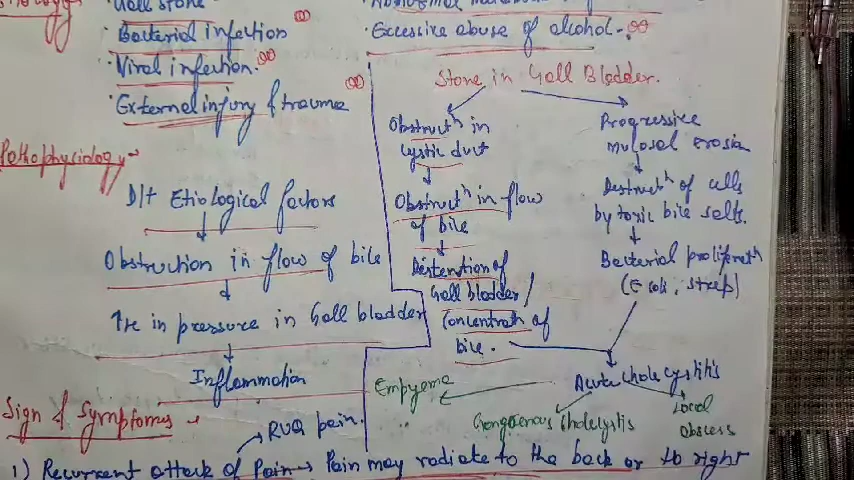 Gall stone
Bacterial infection
Viral infection.
External injury & trauma
Excessive abuse of alcohol.
Pathophysiology
D/t Etiological factors
Obstruction in flow of bile
↑re in pressure in Gall bladder
Inflammation
Stone in Gall Bladder.
Obstructn in
cystic duct
Obstructn in flow
of bile
Distention of
Gall bladder/
Concentratn of
bile.
Progressive
mucosal erosion
Destructn of cells
by toxic bile salts.
Bacterial proliferatn
(E coli, strep)
Acute cholecystitis
Empyema
Gangrenous Cholecystis
Local
abscess
Sign & Symptomes
RUQ pain.
1) Recurrent attack of Pain → Pain may radiate to the back or to right